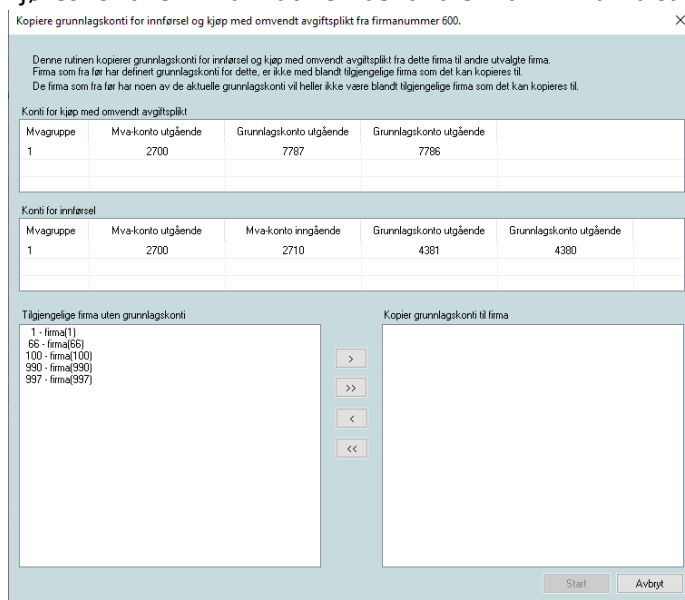 Kopiere grunnlagskonti for innførsel og kjøp med omvendt avgiftsplikt fra firmanummer 600.
Denne rutinen kopierer grunnlagskonti for innførsel og kjøp med omvendt avgiftsplikt fra dette firma til andre utvalgte firma.
Firma som fra før har definert grunnlagskonti for dette, er ikke med blandt tilgjengelige firma som det kan kopieres til.
De firma som fra før har noen av de aktuelle grunnlagskonti vil heller ikke være blandt tilgjengelige firma som det kan kopieres til.
Konti for kjøp med omvendt avgiftsplikt
Mvagruppe Mva-konto utgående Grunnlagskonto utgående Grunnlagskonto utgående
1 2700 7787 7786
Konti for innførsel
Mvagruppe Mva-konto utgående Mva-konto inngående Grunnlagskonto utgående Grunnlagskonto utgående
1 2700 2710 4381 4380
Tilgjengelige firma uten grunnlagskonti
1 - firma(1)
66 - firma(66)
100 - firma(100)
990 - firma(990)
997 - firma(997)
>
>>
<
<<
Kopier grunnlagskonti til firma
Start Avbryt